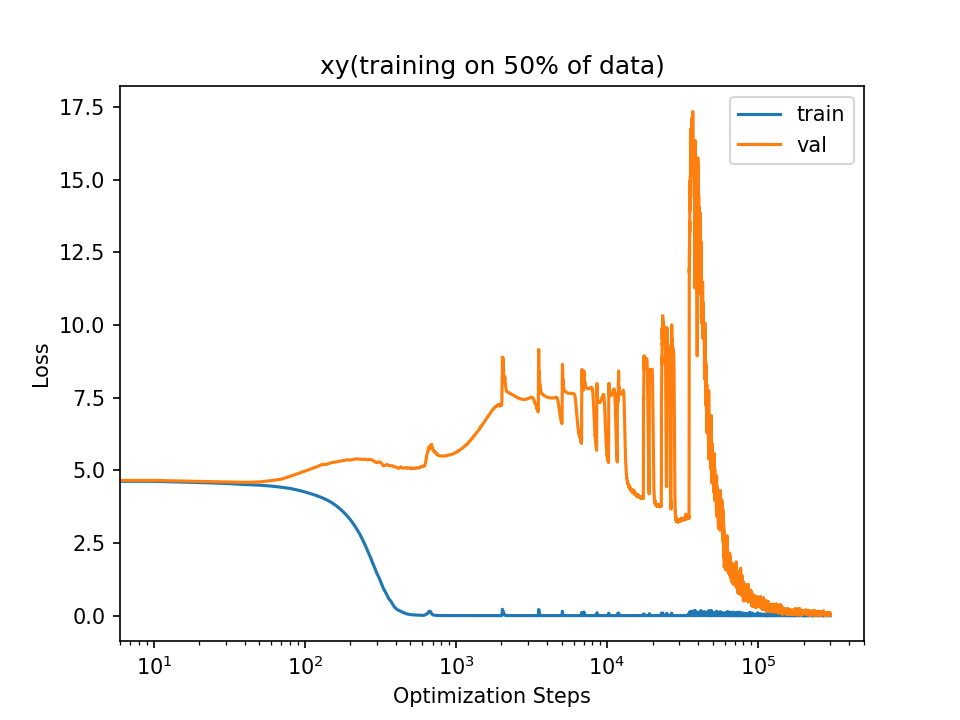 xy(training on 50% of data)
17.5
15.0
12.5
10.0
7.5
5.0
2.5
0.0
Loss
train
val
10¹
10²
10³
10⁴
10⁵
Optimization Steps